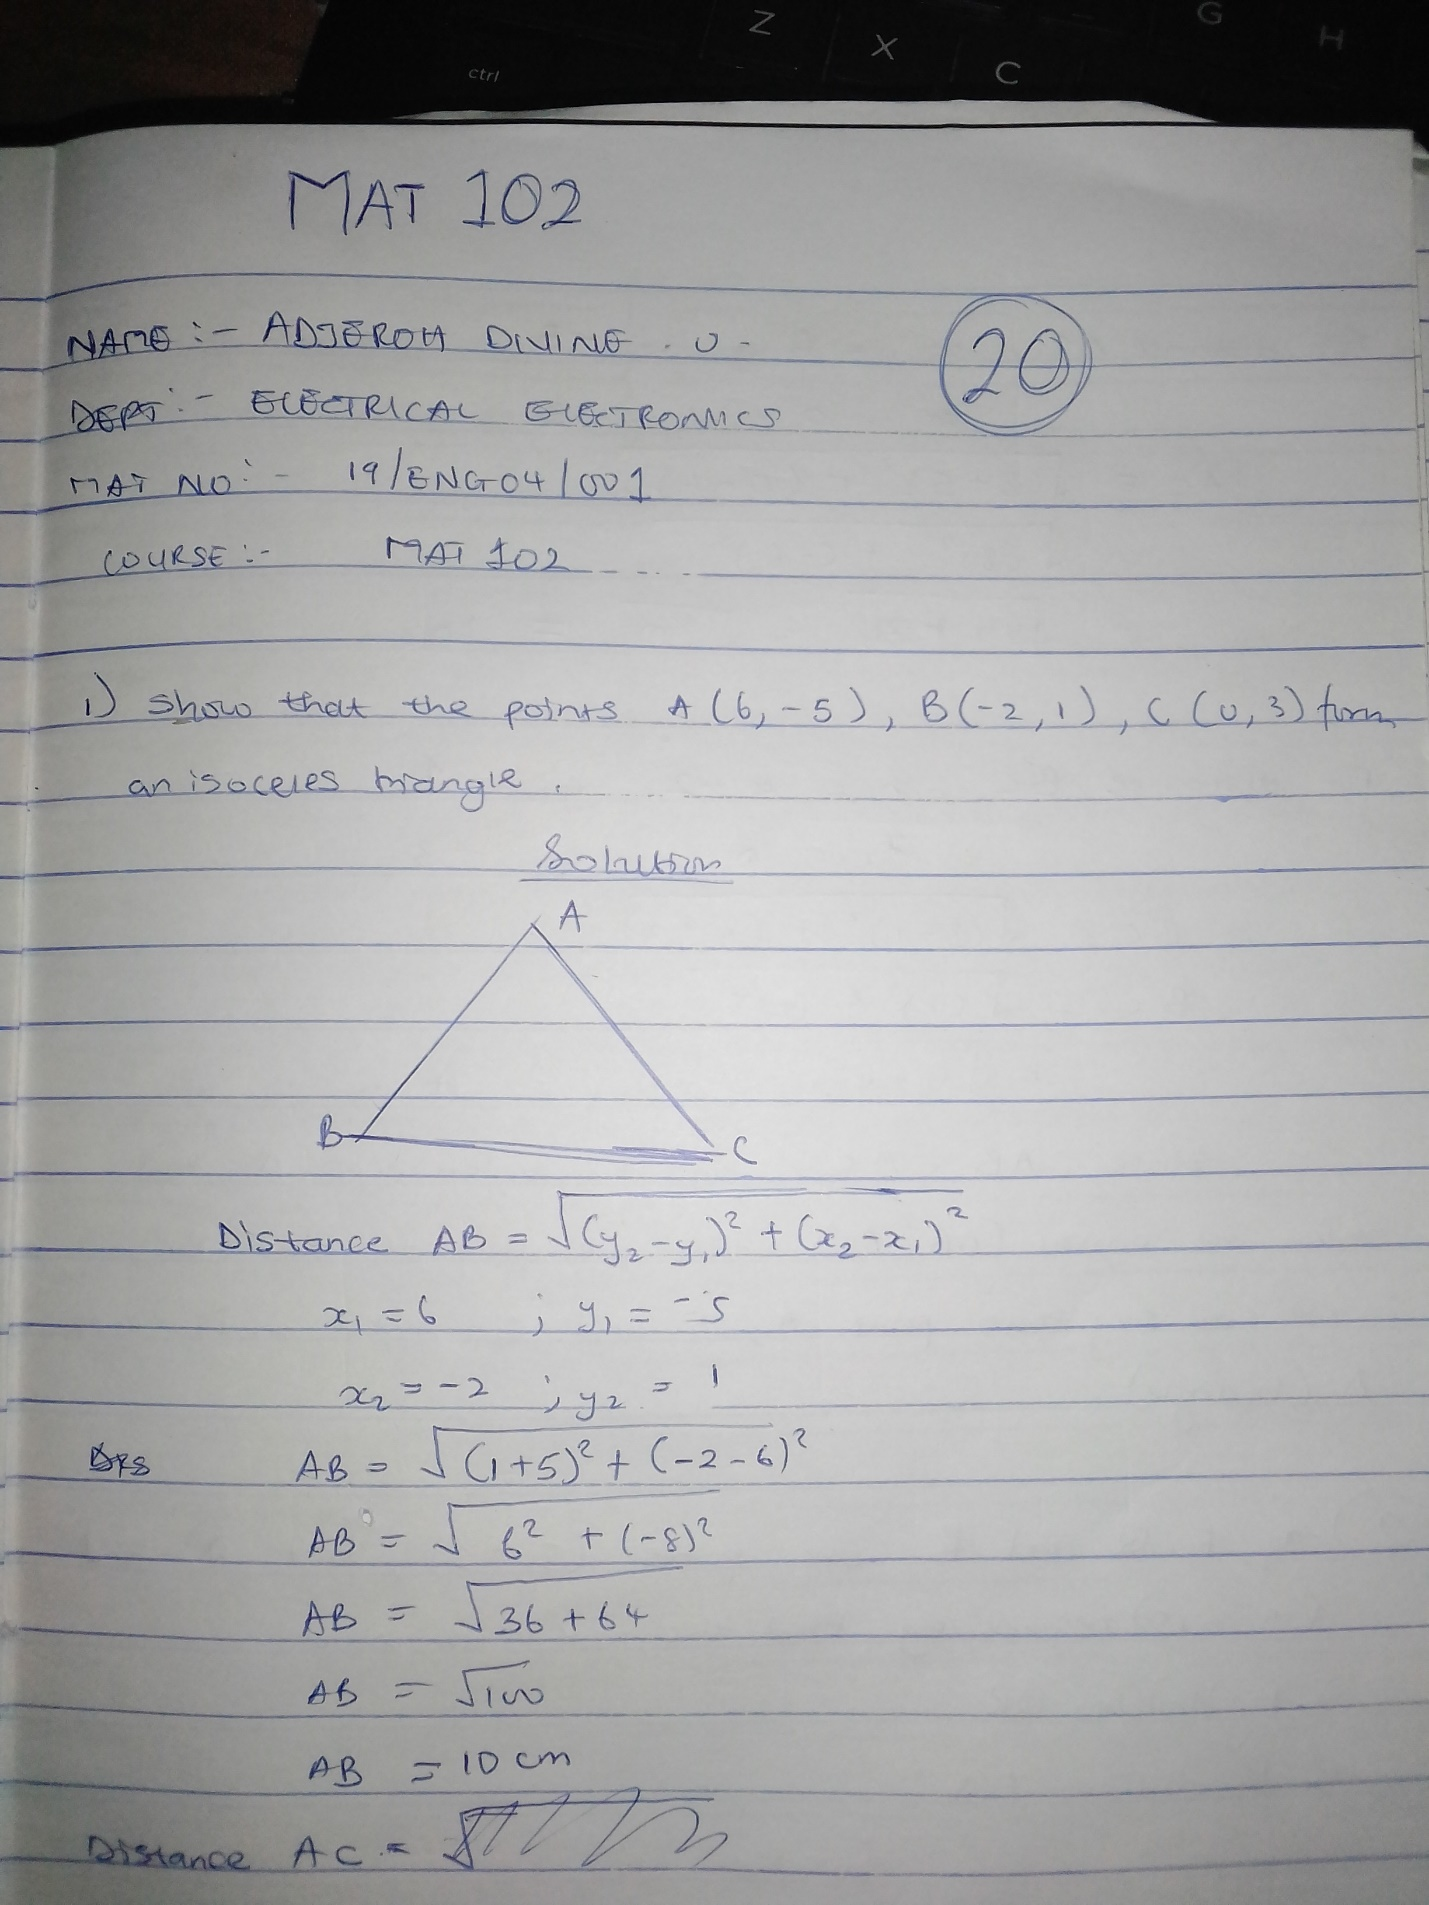 Z X C G H
ctrl
MAT 102
NAME :- ADJEROH DIVINE . U -
20
DEPT :- ELECTRICAL ELECTRONICS
MAT NO :- 19/ENG04/001
COURSE :- MAT 102
1) show that the points A (6, -5), B(-2, 1), C (0, 3) form
an isoceles triangle.
Solution
A
B
C
Distance AB = √(y₂-y₁)² + (x₂-x₁)²
x₁ = 6 ; y₁ = -5
x₂ = -2 ; y₂ = 1
AB = √(1+5)² + (-2-6)²
AB = √6² + (-8)²
AB = √36 + 64
AB = √100
AB = 10 cm
Distance AC =